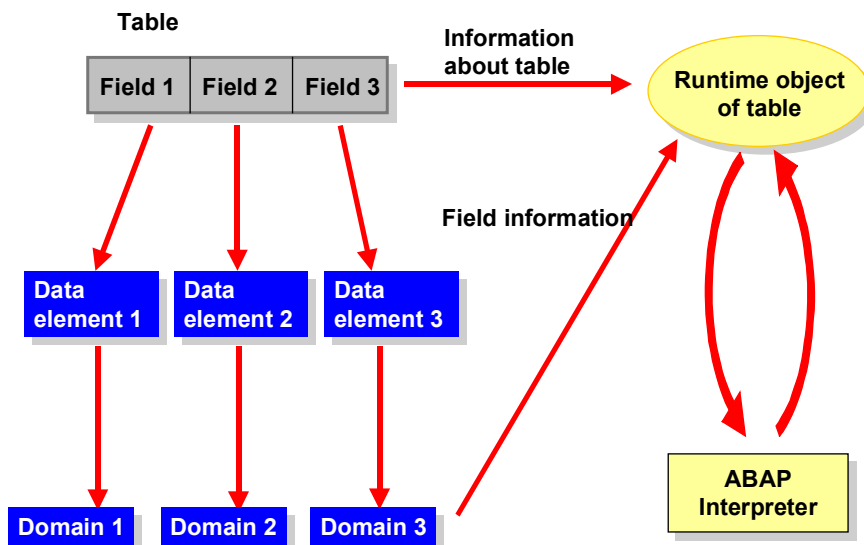 Table
Information
about table
Field 1
Field 2
Field 3
Runtime object
of table
Field information
Data
element 1
Data
element 2
Data
element 3
ABAP
Interpreter
Domain 1
Domain 2
Domain 3